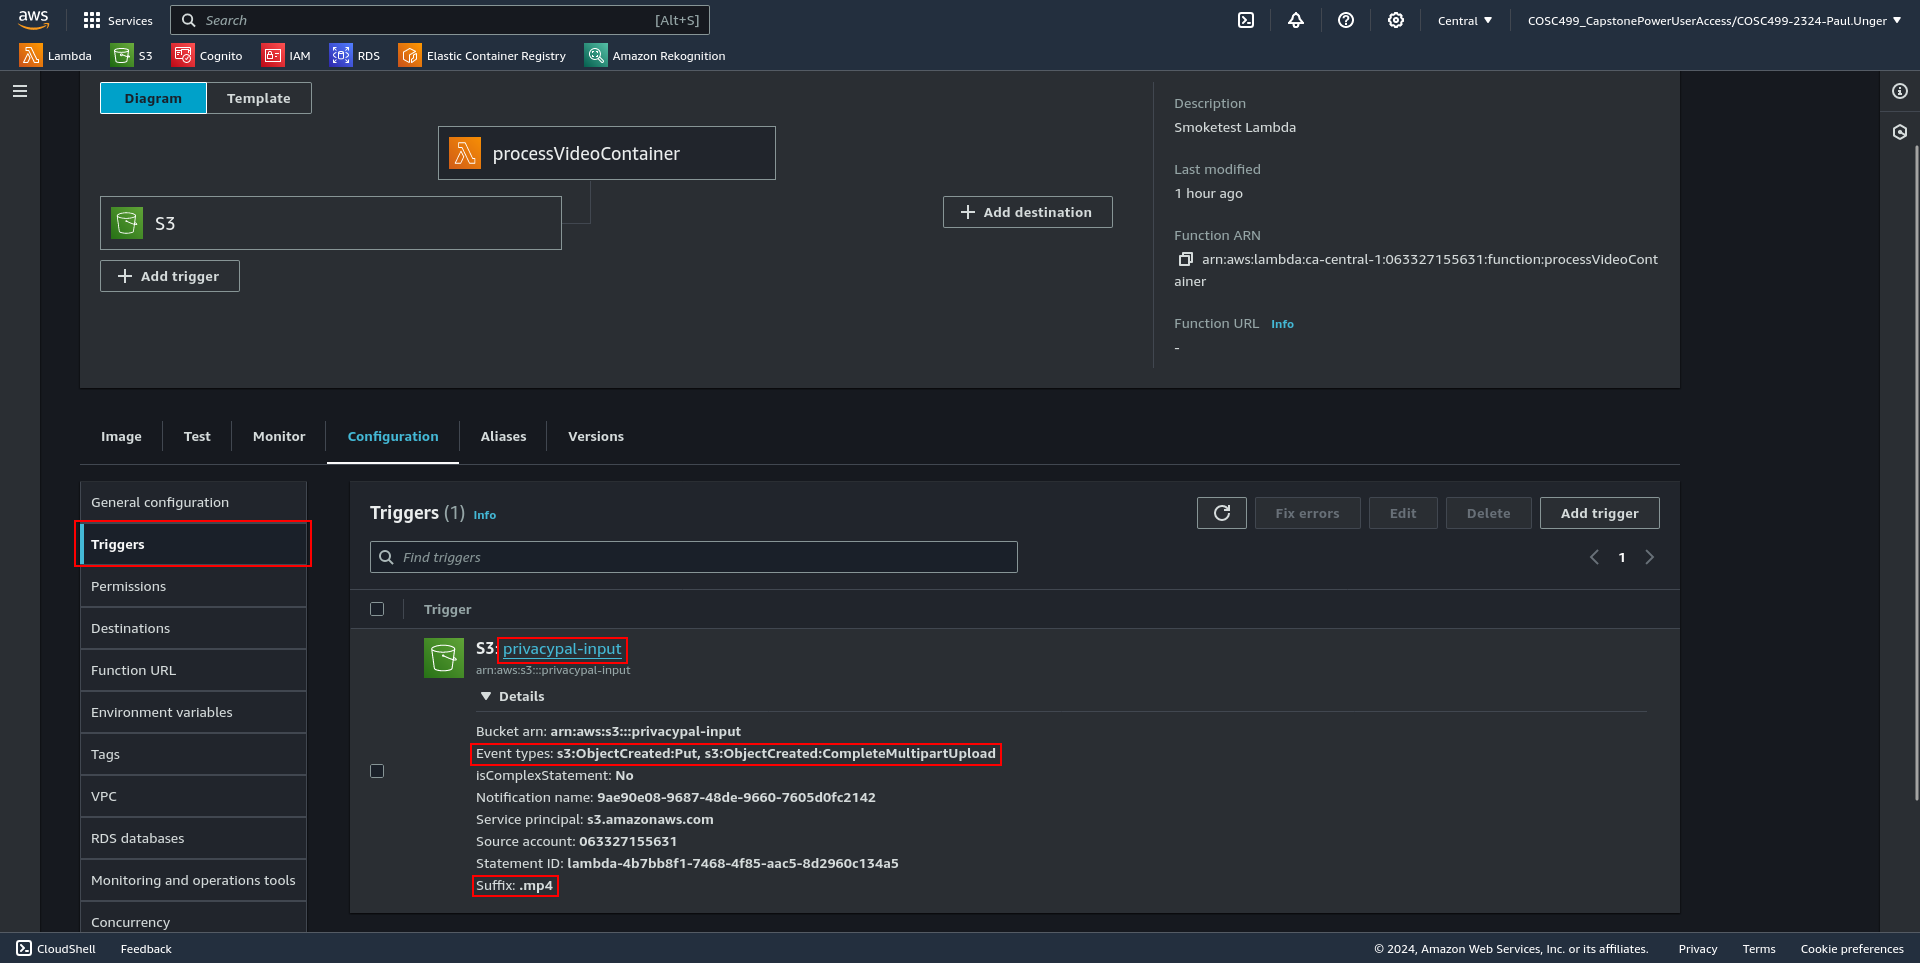 aws
Services
Search
[Alt+S]
Central
COSC499_CapstonePowerUserAccess/COSC499-2324-Paul.Unger
Lambda
S3
Cognito
IAM
RDS
Elastic Container Registry
Amazon Rekognition
Diagram
Template
processVideoContainer
S3
Add trigger
Add destination
Description
Smoketest Lambda
Last modified
1 hour ago
Function ARN
arn:aws:lambda:ca-central-1:063327155631:function:processVideoCont
ainer
Function URL Info
-
Image
Test
Monitor
Configuration
Aliases
Versions
General configuration
Triggers
Permissions
Destinations
Function URL
Environment variables
Tags
VPC
RDS databases
Monitoring and operations tools
Concurrency
Triggers (1) Info
Fix errors
Edit
Delete
Add trigger
Find triggers
1
Trigger
S3: privacypal-input
arn:aws:s3:::privacypal-input
Details
Bucket arn: arn:aws:s3:::privacypal-input
Event types: s3:ObjectCreated:Put, s3:ObjectCreated:CompleteMultipartUpload
isComplexStatement: No
Notification name: 9ae90e08-9687-48de-9660-7605d0fc2142
Service principal: s3.amazonaws.com
Source account: 063327155631
Statement ID: lambda-4b7bb8f1-7468-4f85-aac5-8d2960c134a5
Suffix: .mp4
CloudShell
Feedback
© 2024, Amazon Web Services, Inc. or its affiliates.
Privacy
Terms
Cookie preferences